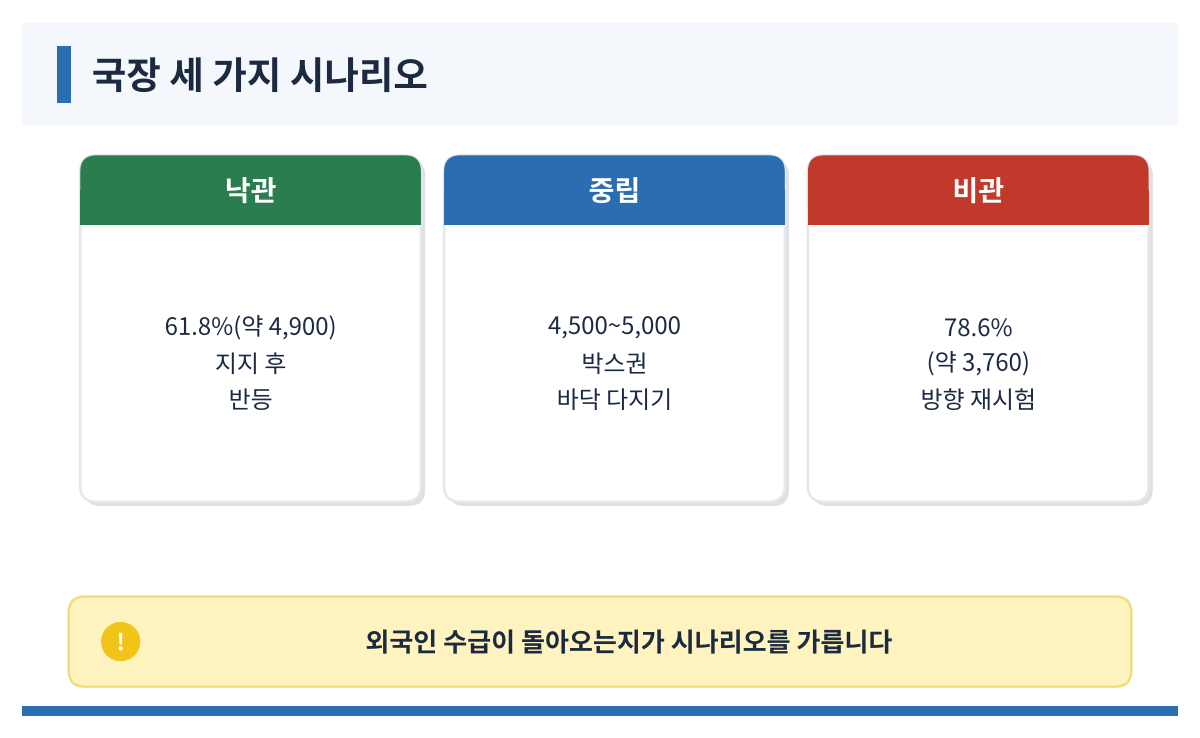 국장 세 가지 시나리오
낙관
61.8%(약 4,900)
지지 후
반등
중립
4,500~5,000
박스권
바닥 다지기
비관
78.6%
(약 3,760)
방향 재시험
!
외국인 수급이 돌아오는지가 시나리오를 가릅니다